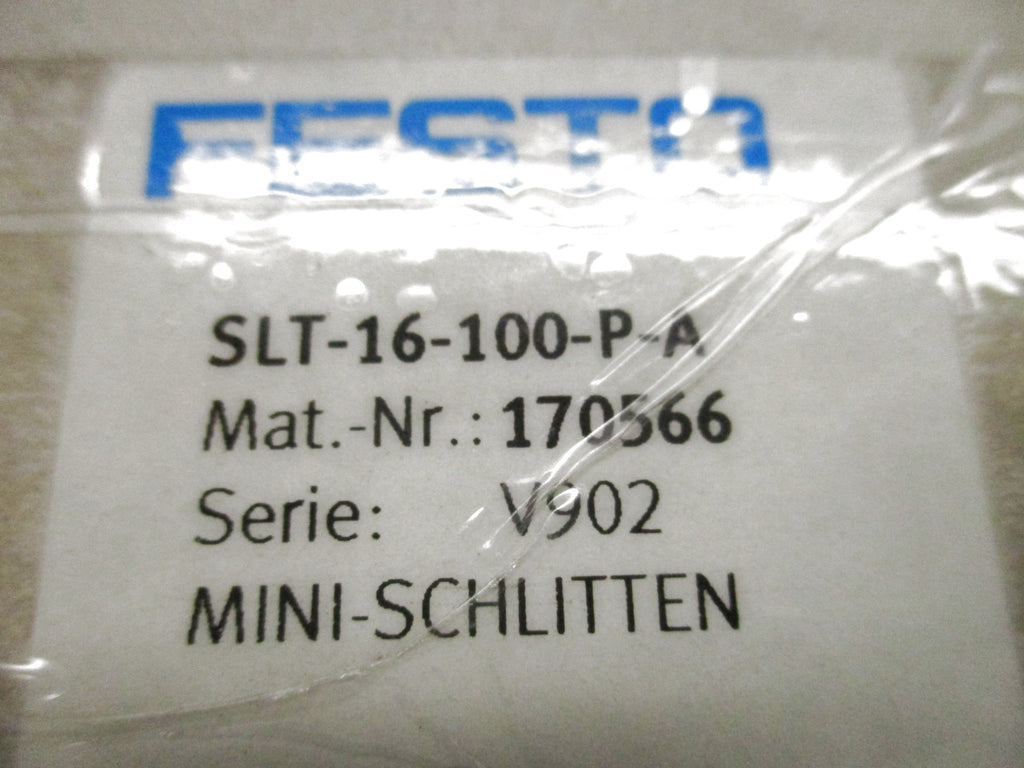 FESTO
SLT-16-100-P-A
Mat.-Nr.: 170566
Serie: V902
MINI-SCHLITTEN